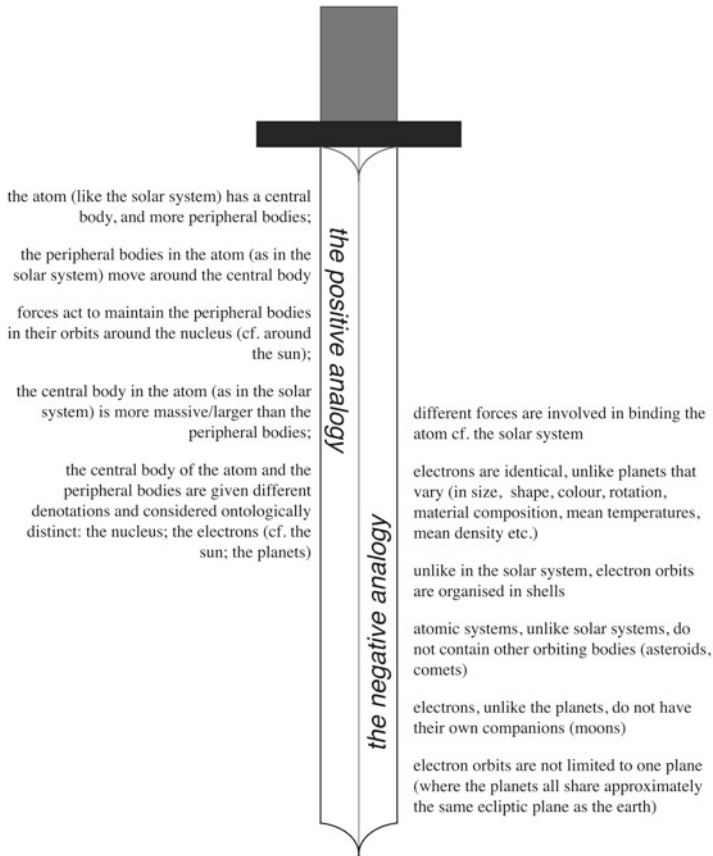 the atom (like the solar system) has a central
body, and more peripheral bodies;
the peripheral bodies in the atom (as in the
solar system) move around the central body
forces act to maintain the peripheral bodies
in their orbits around the nucleus (cf. around
the sun);
the central body in the atom (as in the solar
system) is more massive/larger than the
peripheral bodies;
the central body of the atom and the
peripheral bodies are given different
denotations and considered ontologically
distinct: the nucleus; the electrons (cf. the
sun; the planets)
the positive analogy
the negative analogy
different forces are involved in binding the
atom cf. the solar system
electrons are identical, unlike planets that
vary (in size, shape, colour, rotation,
material composition, mean temperatures,
mean density etc.)
unlike in the solar system, electron orbits
are organised in shells
atomic systems, unlike solar systems, do
not contain other orbiting bodies (asteroids,
comets)
electrons, unlike the planets, do not have
their own companions (moons)
electron orbits are not limited to one plane
(where the planets all share approximately
the same ecliptic plane as the earth)